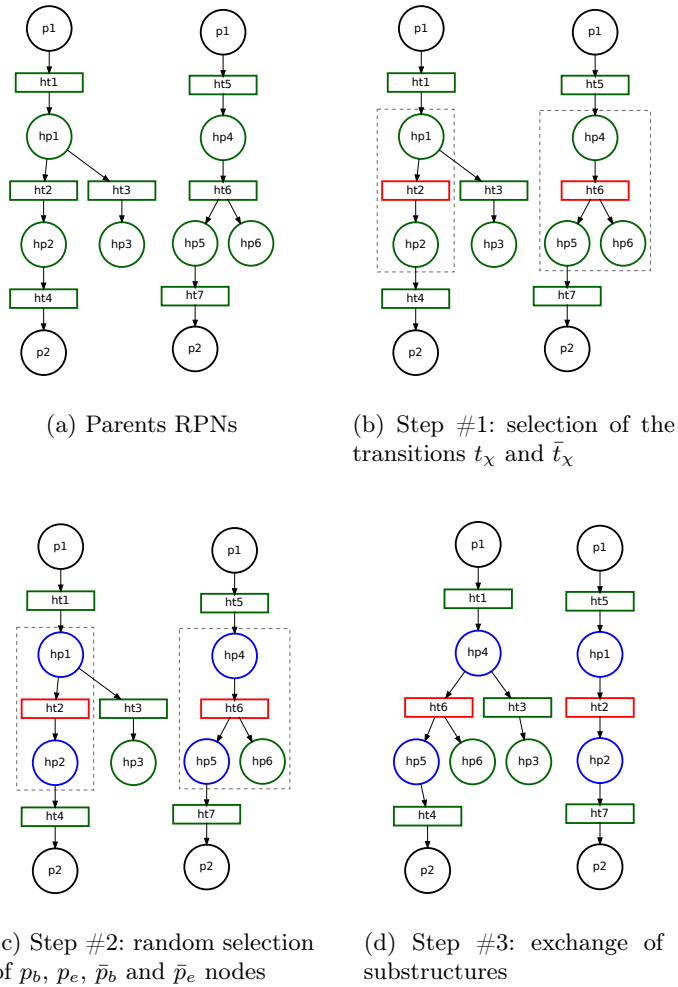 p1
p1
ht1
ht5
hp1
hp4
ht2
ht3
ht6
hp2
hp3
hp5
hp6
ht4
ht7
p2
p2
(a) Parents RPNs
p1
p1
ht1
ht5
hp1
hp4
ht2
ht3
ht6
hp2
hp3
hp5
hp6
ht4
ht7
p2
p2
(b) Step #1: selection of the
transitions tχ and t̄χ
p1
p1
ht1
ht5
hp1
hp4
ht2
ht3
ht6
hp2
hp3
hp5
hp6
ht4
ht7
p2
p2
c) Step #2: random selection
of pb, pe, p̄b and p̄e nodes
p1
p1
ht1
ht5
hp4
hp1
ht6
ht3
ht2
hp5
hp6
hp3
hp2
ht4
ht7
p2
p2
(d) Step #3: exchange of
substructures